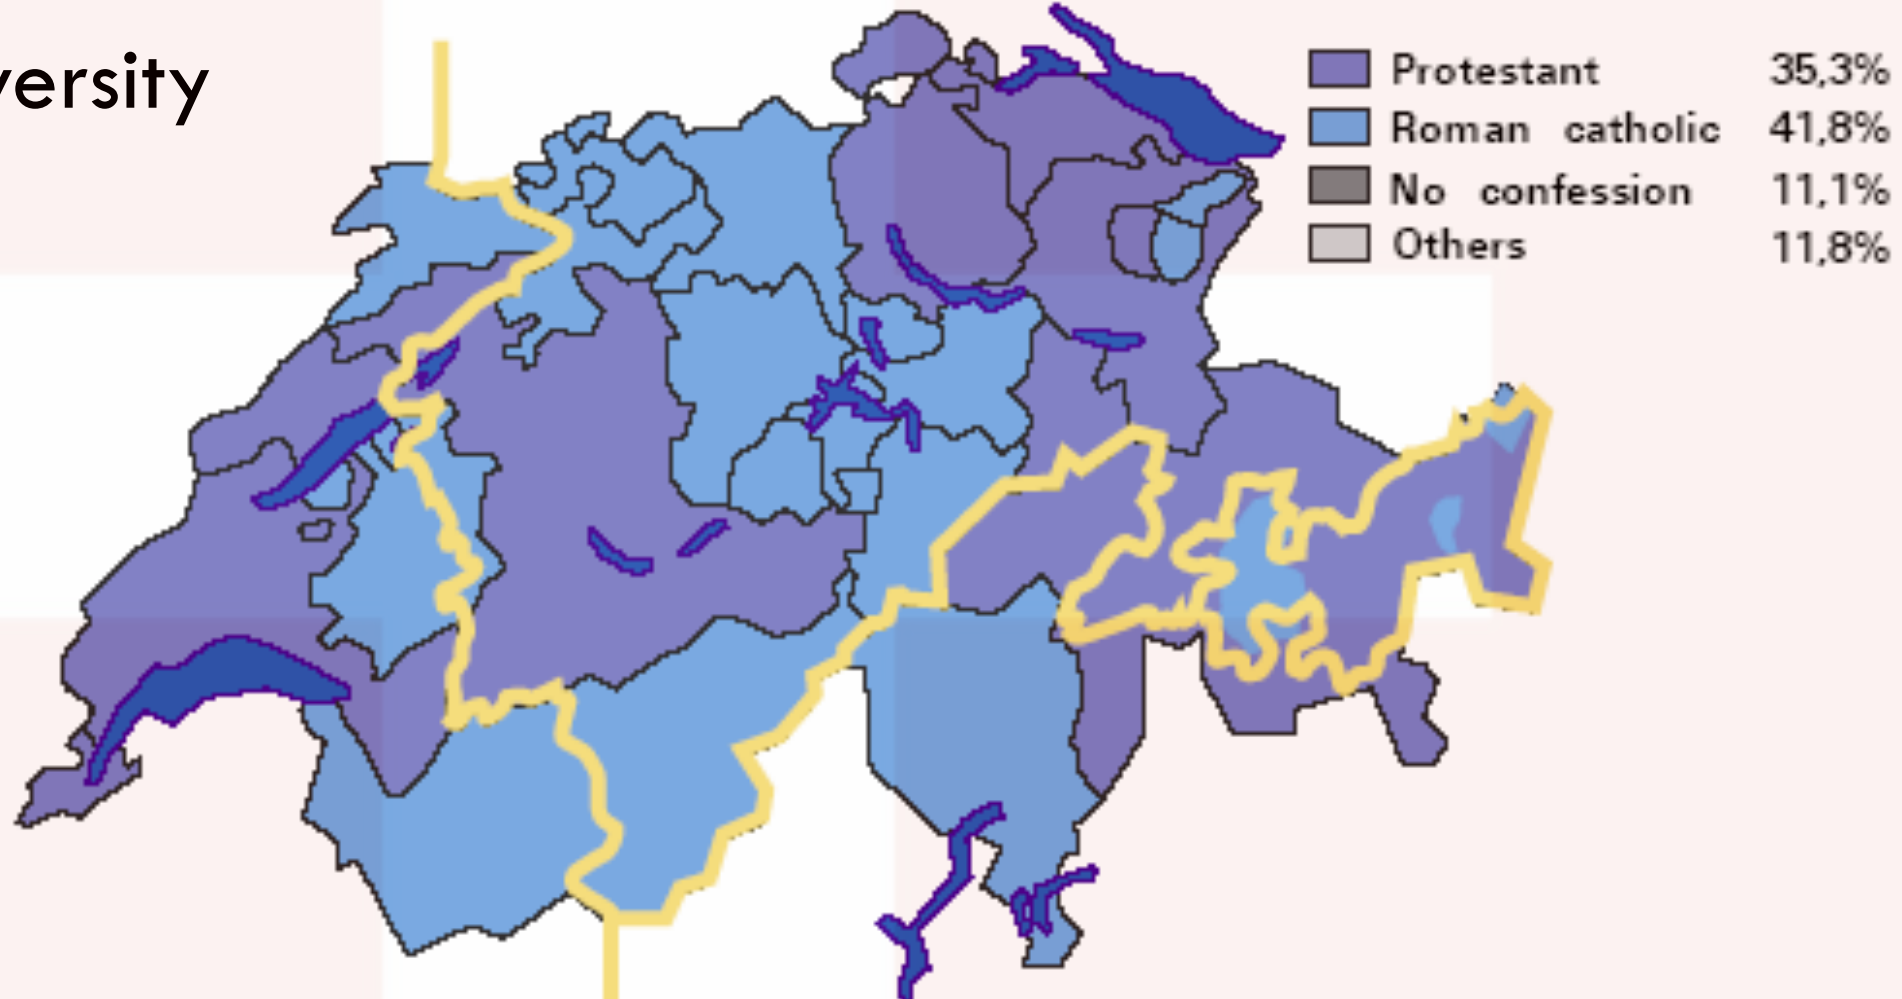 versity
Protestant 35,3%
Roman catholic 41,8%
No confession 11,1%
Others 11,8%